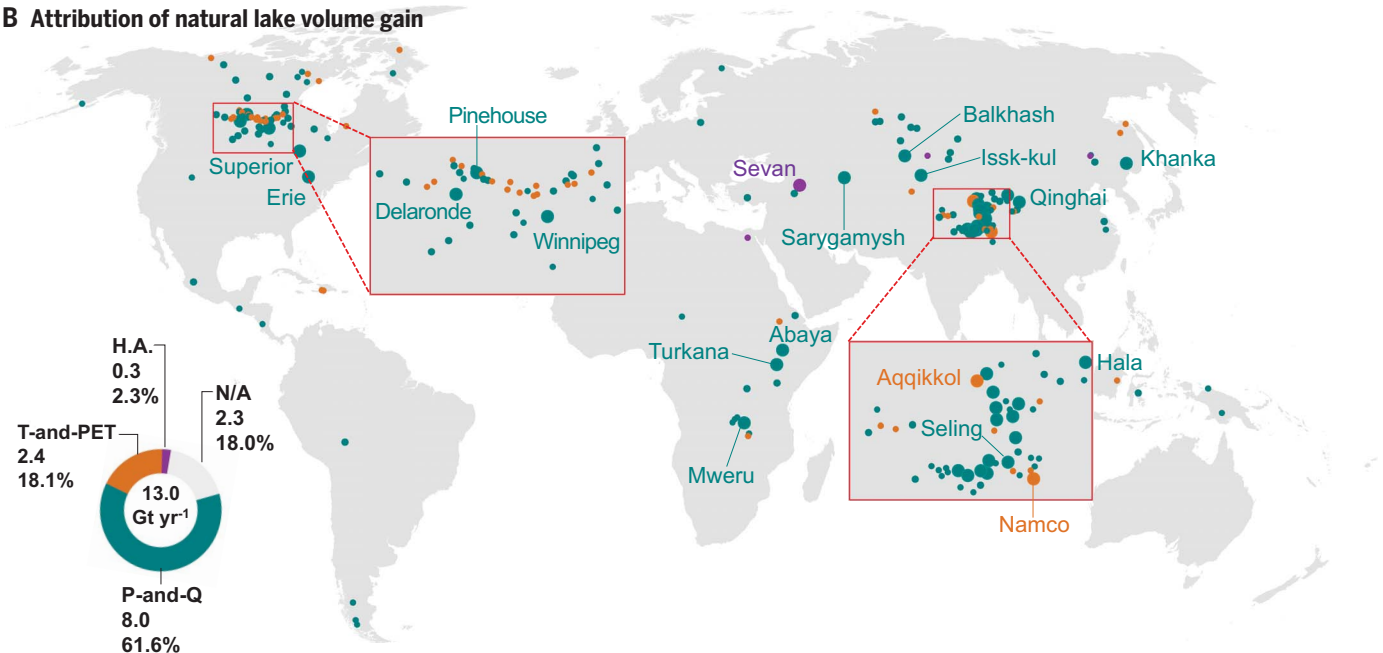 B Attribution of natural lake volume gain
Pinehouse
Superior
Erie
Delaronde
Winnipeg
Sevan
Balkhash
Issk-kul
Khanka
Qinghai
Sarygamysh
Abaya
Turkana
Mweru
Aqqikkol
Hala
Seling
Namco
H.A.
0.3
2.3%
N/A
2.3
18.0%
T-and-PET
2.4
18.1%
13.0
Gt yr⁻¹
P-and-Q
8.0
61.6%